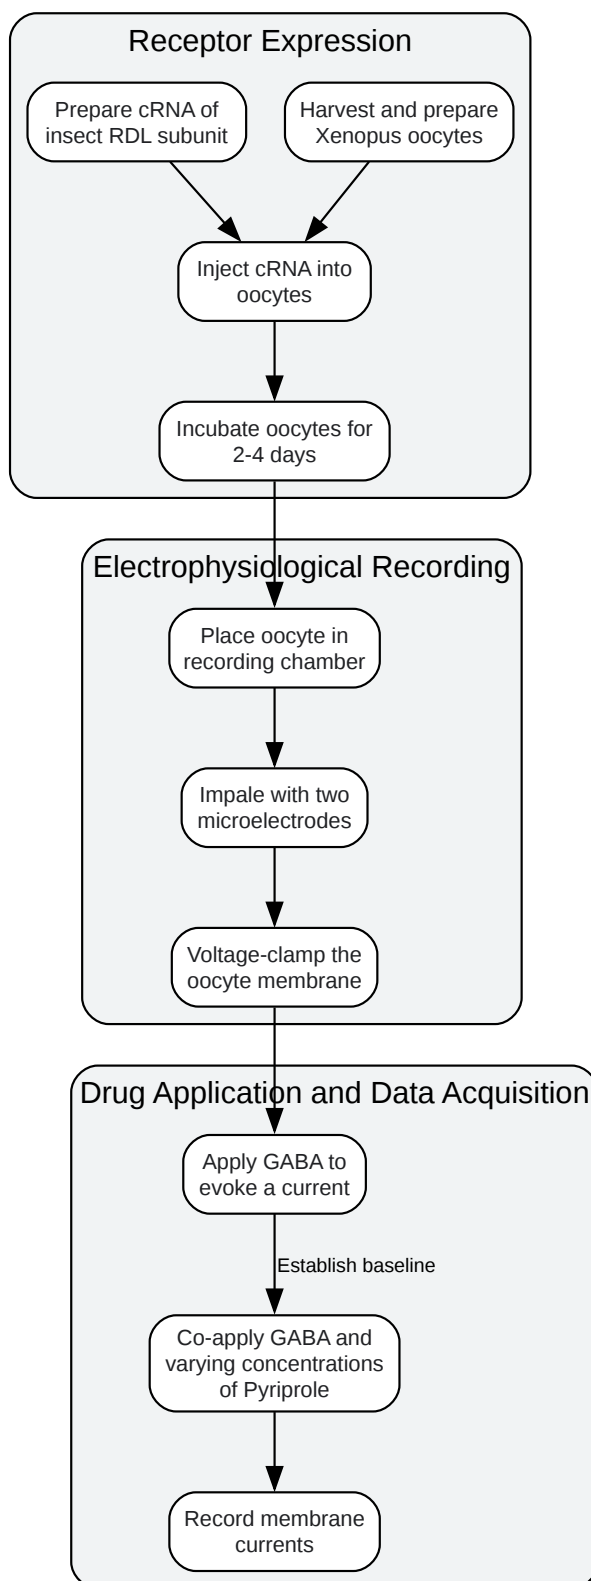 Receptor Expression
Prepare cRNA of
insect RDL subunit
Harvest and prepare
Xenopus oocytes
Inject cRNA into
oocytes
Incubate oocytes for
2-4 days
Electrophysiological Recording
Place oocyte in
recording chamber
Impale with two
microelectrodes
Voltage-clamp the
oocyte membrane
Drug Application and Data Acquisition
Apply GABA to
evoke a current
Establish baseline
Co-apply GABA and
varying concentrations
of Pyriprole
Record membrane
currents